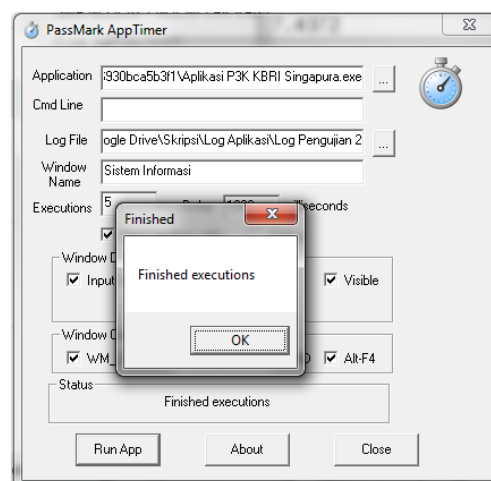 PassMark AppTimer
Application 930bca5b3f1\Aplikasi P3K KBRI Singapura.exe ...
Cmd Line
Log File ogle Drive\Skripsi\Log Aplikasi\Log Pengujian 2 ...
Window
Name Sistem Informasi
Executions 5
Finished
Finished executions
OK
Window
Visible
Window
WM_ Alt-F4
Status
Finished executions
Run App About Close